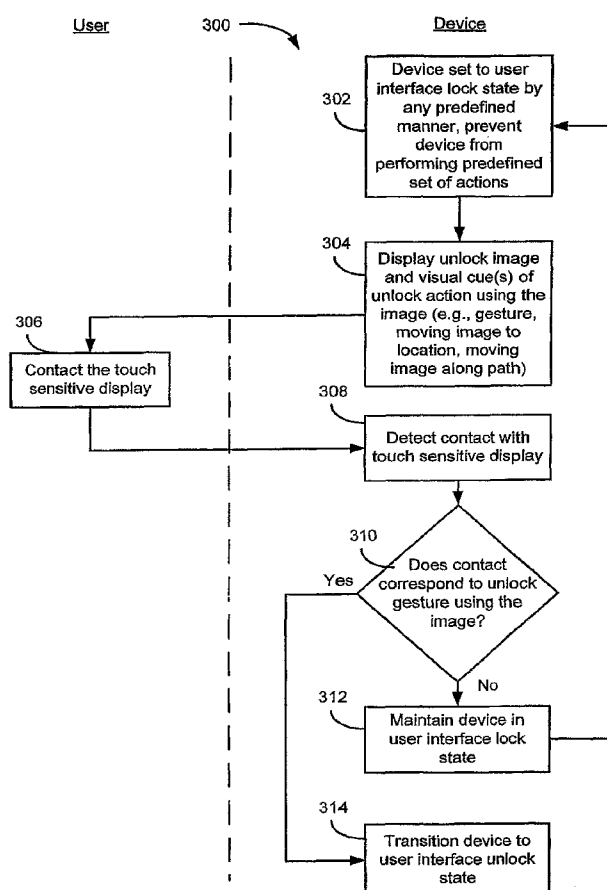 User
300
Device
302
Device set to user
interface lock state by
any predefined
manner, prevent
device from
performing predefined
set of actions
304
Display unlock image
and visual cue(s) of
unlock action using the
image (e.g., gesture,
moving image to
location, moving
image along path)
306
Contact the touch
sensitive display
308
Detect contact with
touch sensitive display
310
Does contact
correspond to unlock
gesture using the
image?
Yes
No
312
Maintain device in
user interface lock
state
314
Transition device to
user interface unlock
state